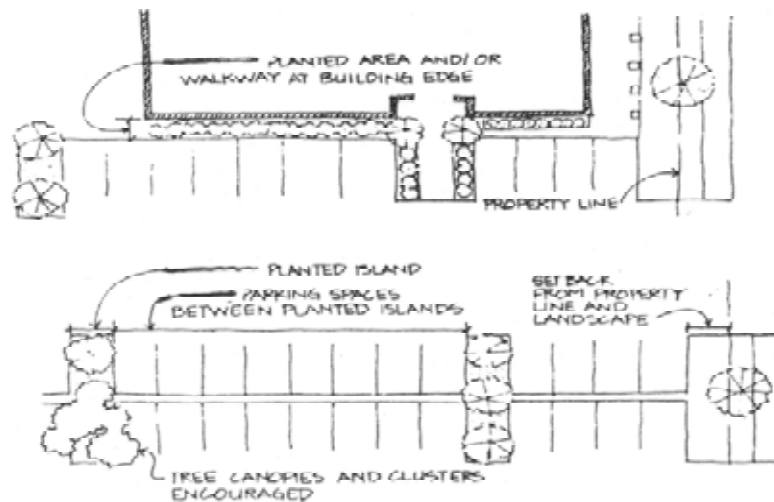 PLANTED AREA AND/OR
WALKWAY AT BUILDING EDGE
PROPERTY LINE
PLANTED ISLAND
PARKING SPACES
BETWEEN PLANTED ISLANDS
SET BACK
FROM PROPERTY
LINE AND
LANDSCAPE
TREE CANOPIES AND CLUSTERS
ENCOURAGED